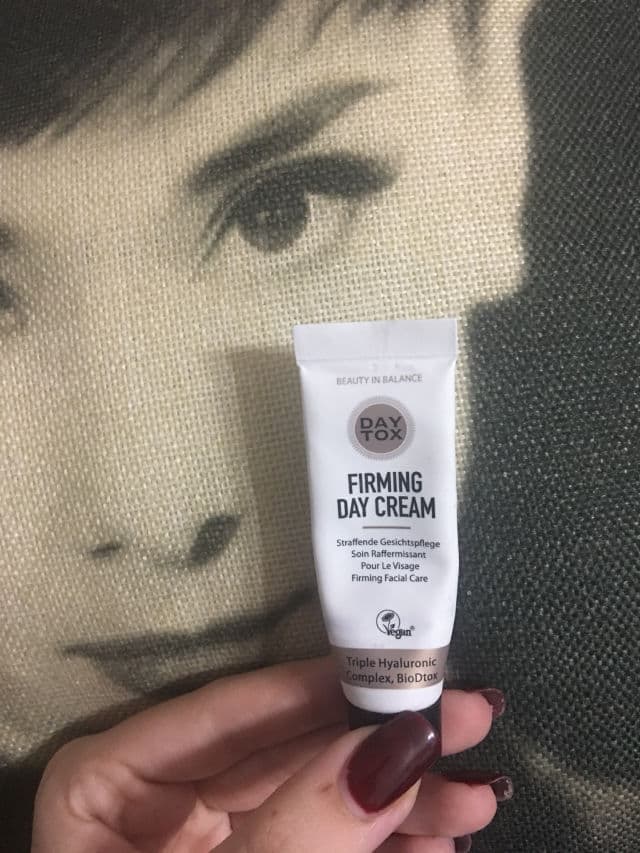 BEAUTY IN BALANCE
DAY
TOX
FIRMING
DAY CREAM
Straffende Gesichtspflege
Soin Raffermissant
Pour Le Visage
Firming Facial Care
Vegan®
Triple Hyaluronic
Complex, BioDtox